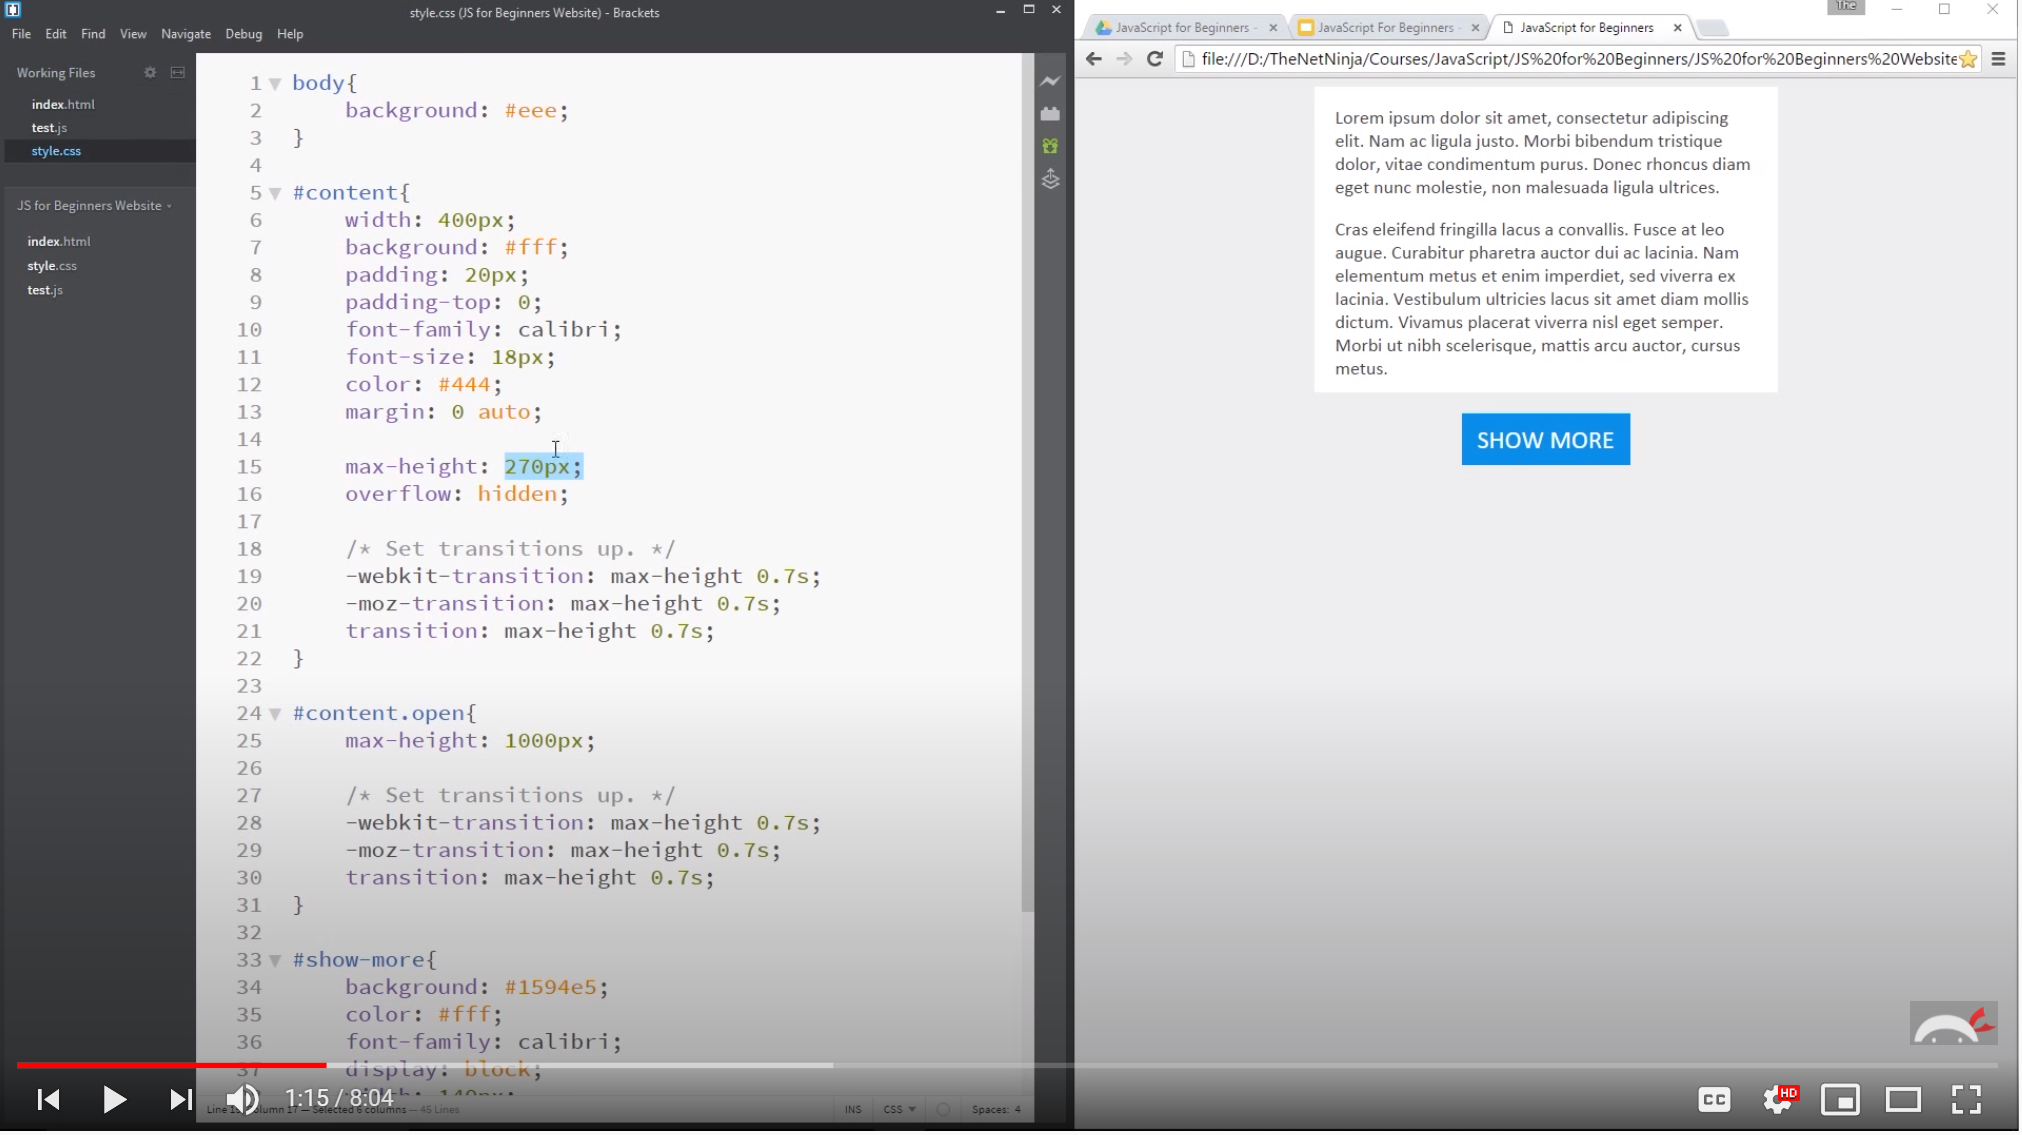 style.css (JS for Beginners Website) - Brackets
File Edit Find View Navigate Debug Help
Working Files
index.html
test.js
style.css
JS for Beginners Website
index.html
style.css
test.js
1 body{
2 background: #eee;
3 }
4
5 #content{
6 width: 400px;
7 background: #fff;
8 padding: 20px;
9 padding-top: 0;
10 font-family: calibri;
11 font-size: 18px;
12 color: #444;
13 margin: 0 auto;
14
15 max-height: 270px;
16 overflow: hidden;
17
18 /* Set transitions up. */
19 -webkit-transition: max-height 0.7s;
20 -moz-transition: max-height 0.7s;
21 transition: max-height 0.7s;
22 }
23
24 #content.open{
25 max-height: 1000px;
26
27 /* Set transitions up. */
28 -webkit-transition: max-height 0.7s;
29 -moz-transition: max-height 0.7s;
30 transition: max-height 0.7s;
31 }
32
33 #show-more{
34 background: #1594e5;
35 color: #fff;
36 font-family: calibri;
37 display: block;
width: 140px;
Column 17 — Selected 6 columns — 45 Lines
INS CSS Spaces: 4
The
JavaScript for Beginners - JavaScript For Beginners - JavaScript for Beginners
file:///D:/TheNetNinja/Courses/JavaScript/JS%20for%20Beginners/JS%20for%20Beginners%20Website
Lorem ipsum dolor sit amet, consectetur adipiscing
elit. Nam ac ligula justo. Morbi bibendum tristique
dolor, vitae condimentum purus. Donec rhoncus diam
eget nunc molestie, non malesuada ligula ultrices.
Cras eleifend fringilla lacus a convallis. Fusce at leo
augue. Curabitur pharetra auctor dui ac lacinia. Nam
elementum metus et enim imperdiet, sed viverra ex
lacinia. Vestibulum ultricies lacus sit amet diam mollis
dictum. Vivamus placerat viverra nisl eget semper.
Morbi ut nibh scelerisque, mattis arcu auctor, cursus
metus.
SHOW MORE
1:15 / 8:04
CC HD